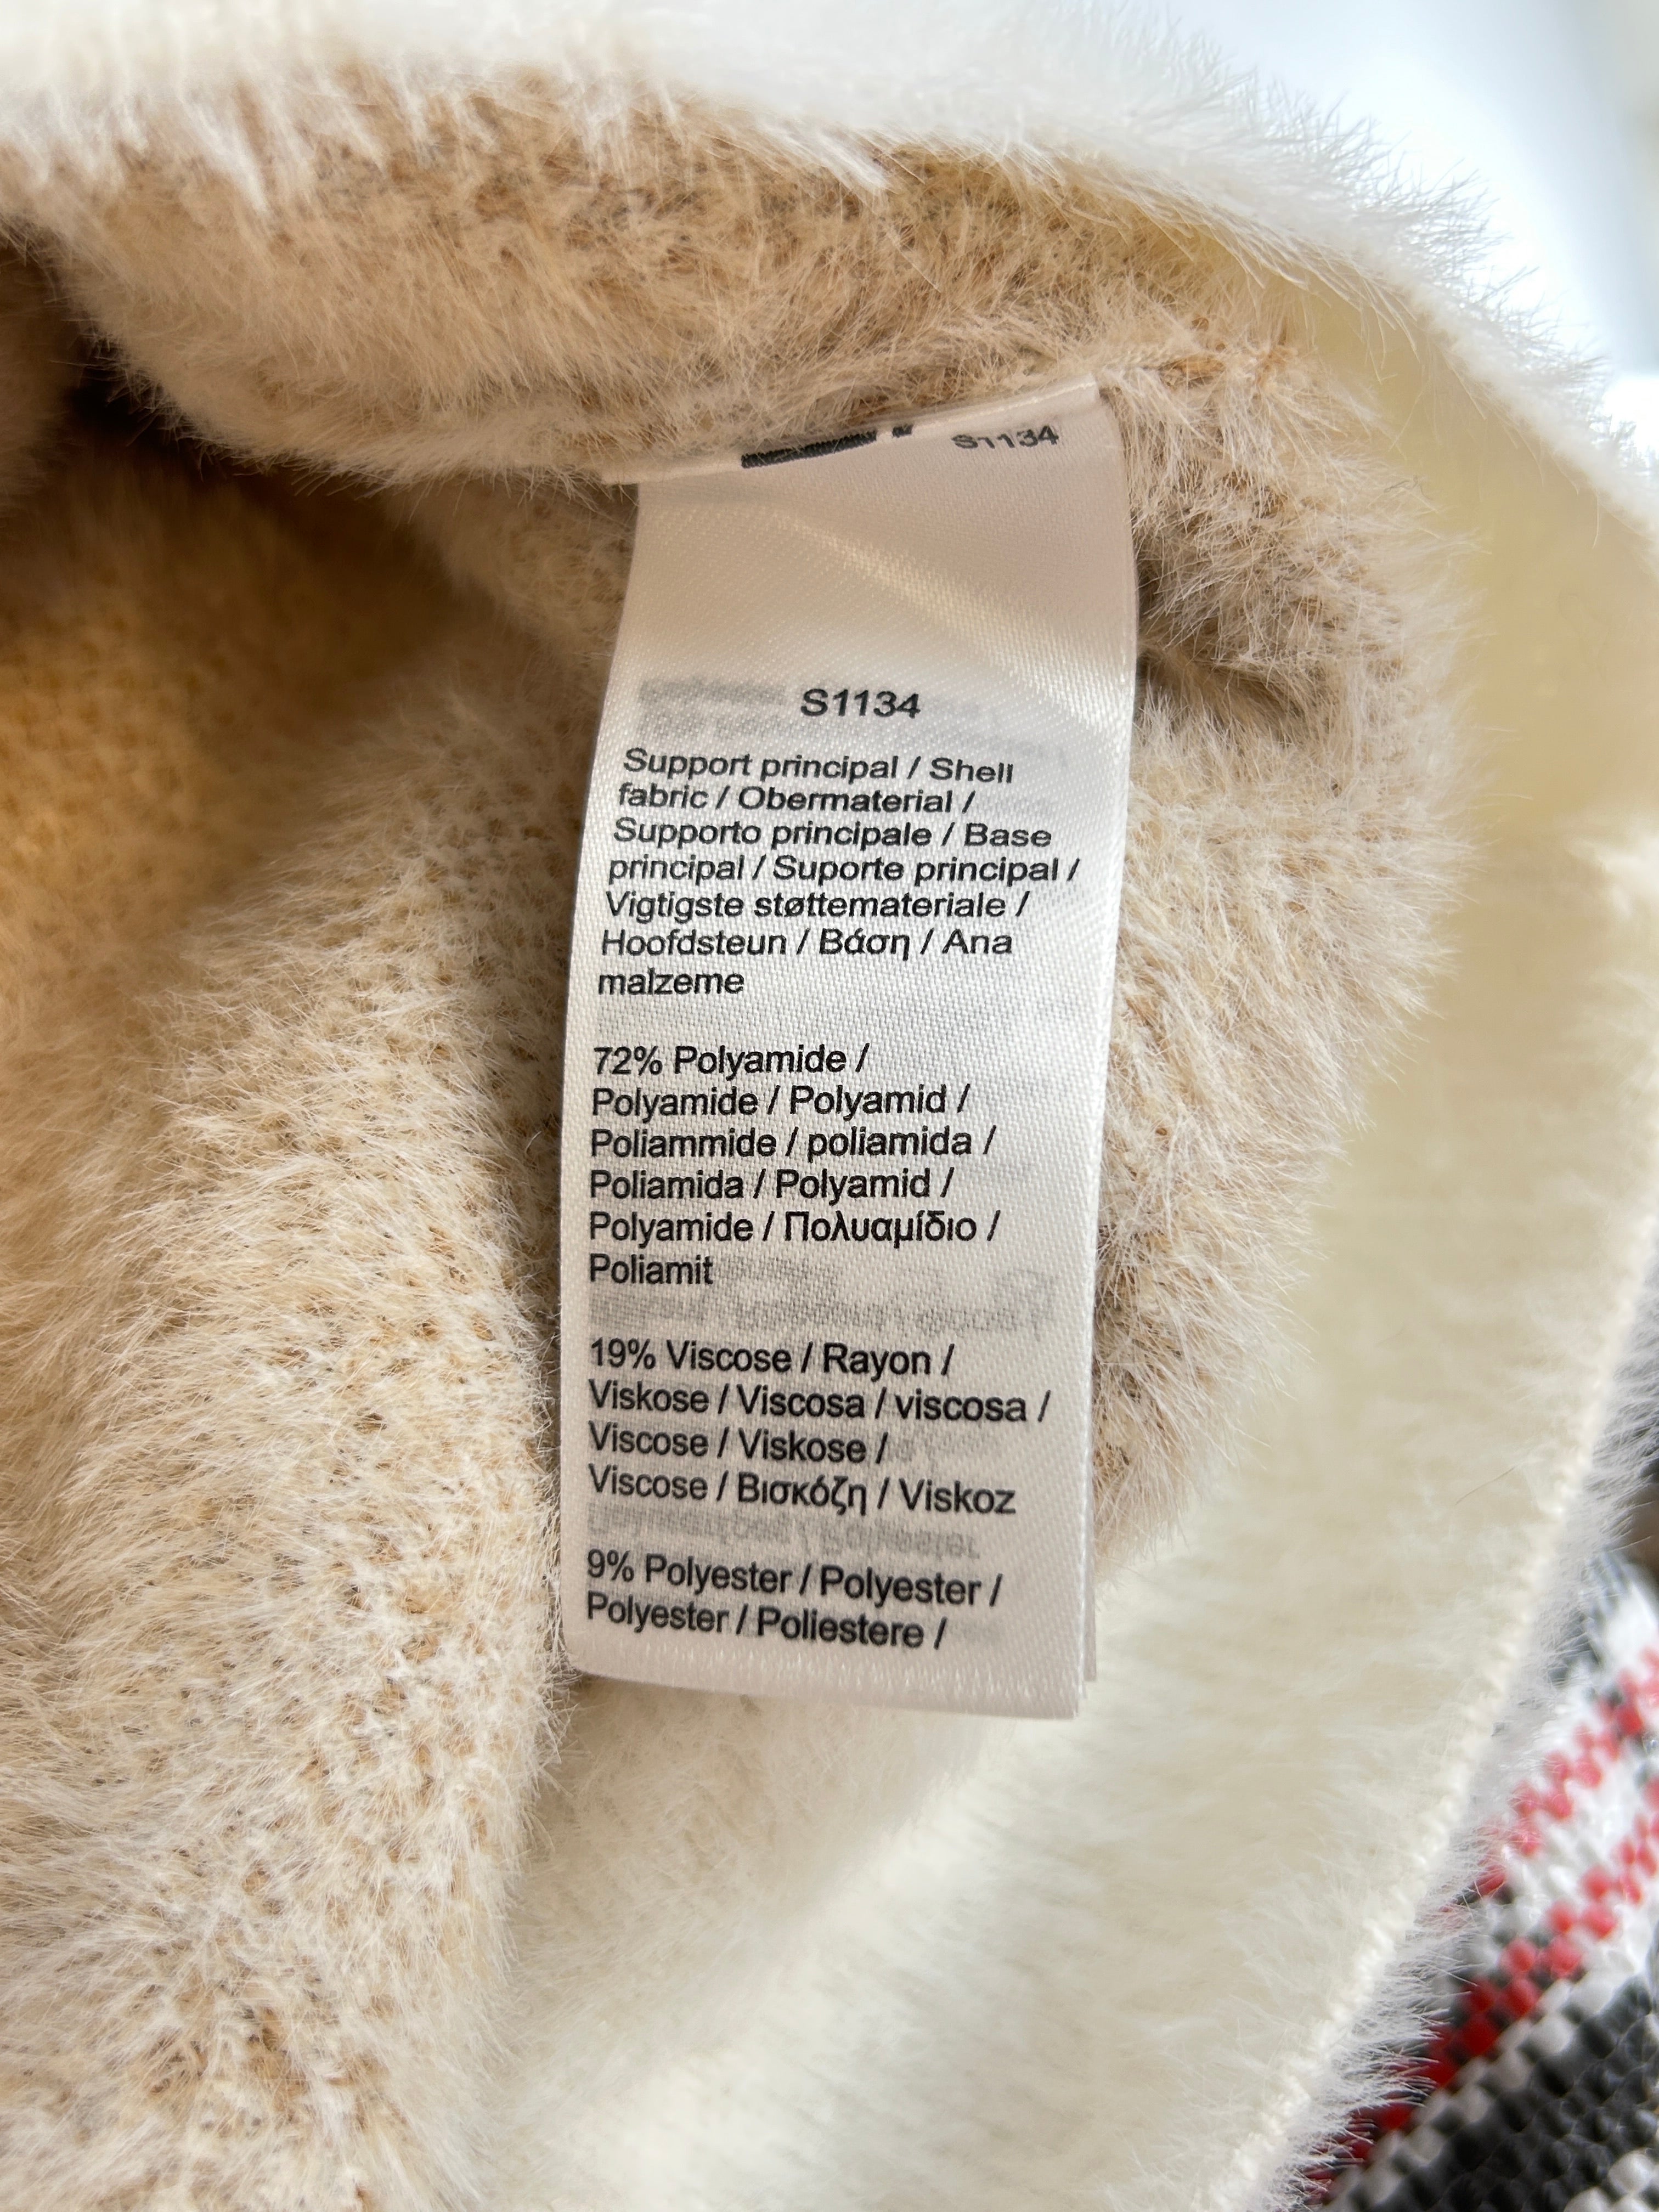 S1134
S1134
Support principal / Shell
fabric / Obermaterial /
Supporto principale / Base
principal / Suporte principal /
Vigtigste støttemateriale /
Hoofdsteun / Βάση / Ana
malzeme
72% Polyamide /
Polyamide / Polyamid /
Poliammide / poliamida /
Poliamida / Polyamid /
Polyamide / Πολυαμίδιο /
Poliamit
19% Viscose / Rayon /
Viskose / Viscosa / viscosa /
Viscose / Viskose /
Viscose / Βισκόζη / Viskoz
9% Polyester / Polyester /
Polyester / Poliestere /